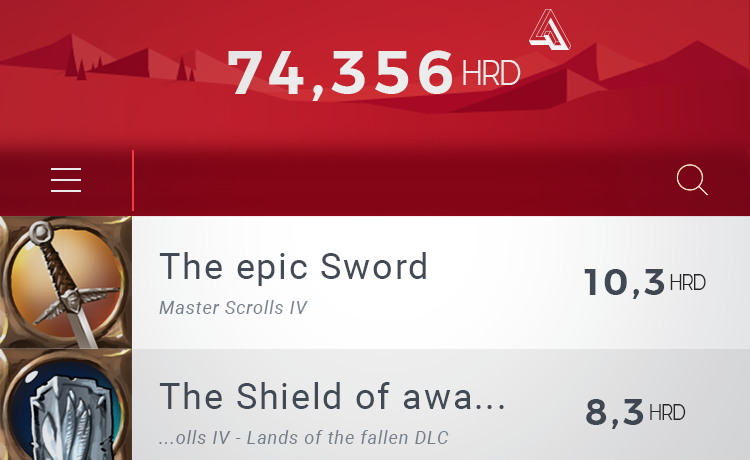 74,356 HRD
The epic Sword
10,3 HRD
Master Scrolls IV
The Shield of awa...
8,3 HRD
...olls IV - Lands of the fallen DLC